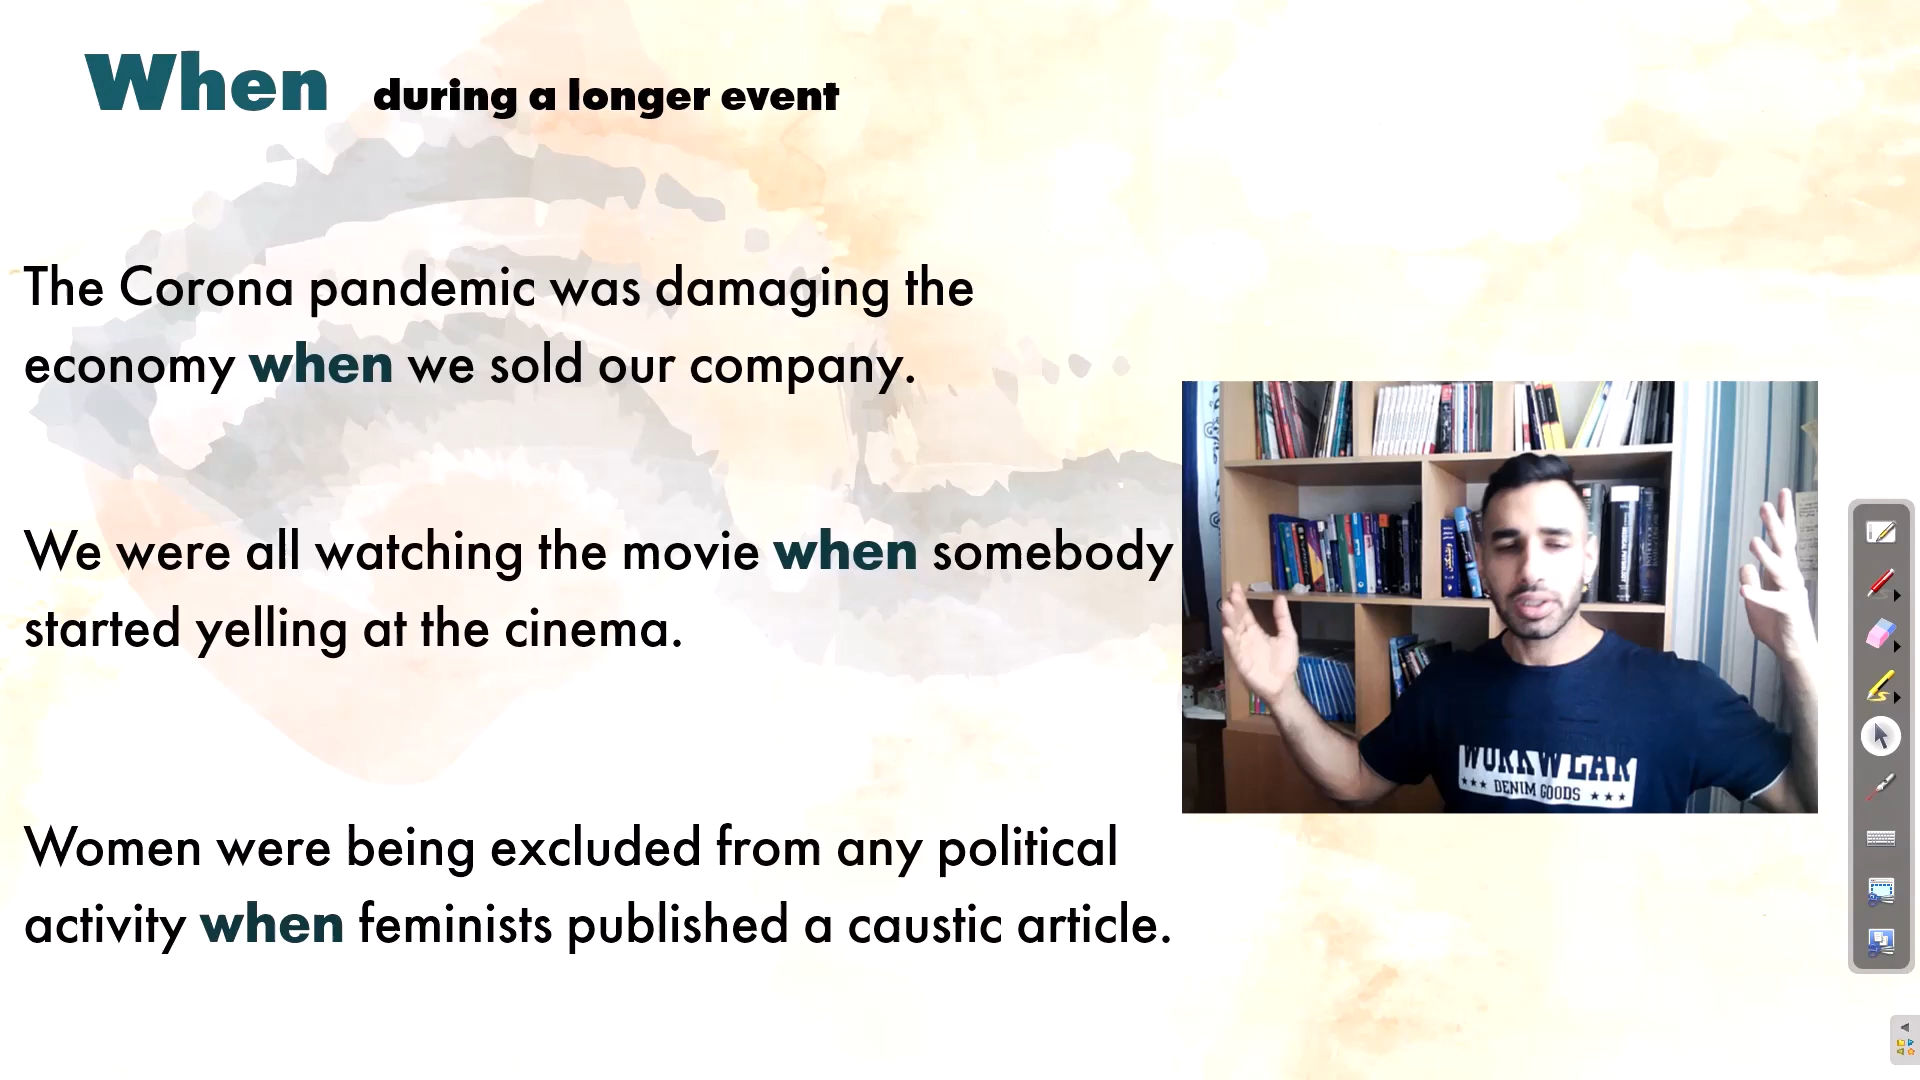 When during a longer event
The Corona pandemic was damaging the
economy when we sold our company.
We were all watching the movie when somebody
started yelling at the cinema.
Women were being excluded from any political
activity when feminists published a caustic article.
WORKWEAR
DENIM GOODS